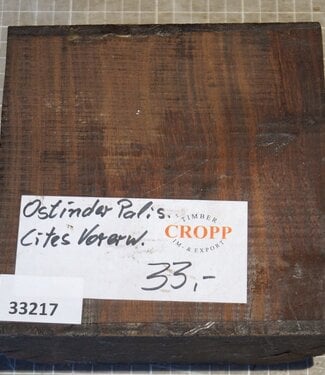 Ostinder Palis.
Cites Vorerw.
TIMBER
CROPP
IM- & EXPORT
33,-
33217